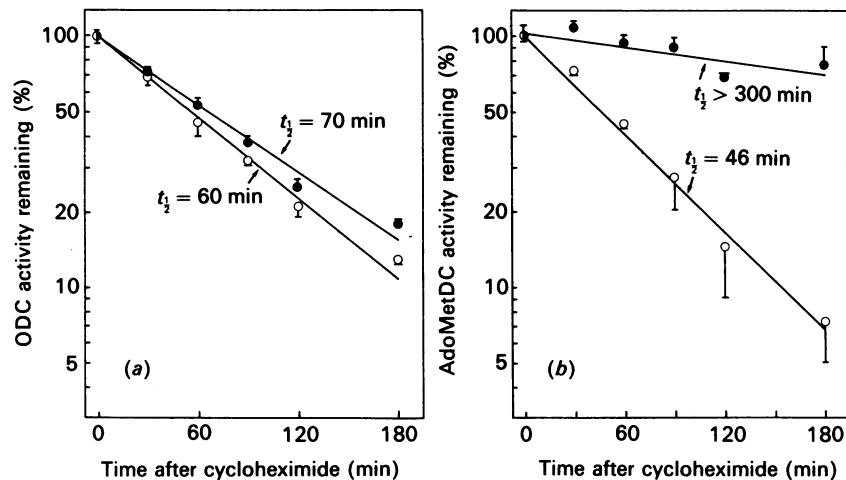 ODC activity remaining (%)
100
50
20
10
5
t½ = 70 min
t½ = 60 min
(a)
0
60
120
180
Time after cycloheximide (min)
AdoMetDC activity remaining (%)
100
50
20
10
5
t½ > 300 min
t½ = 46 min
(b)
0
60
120
180
Time after cycloheximide (min)